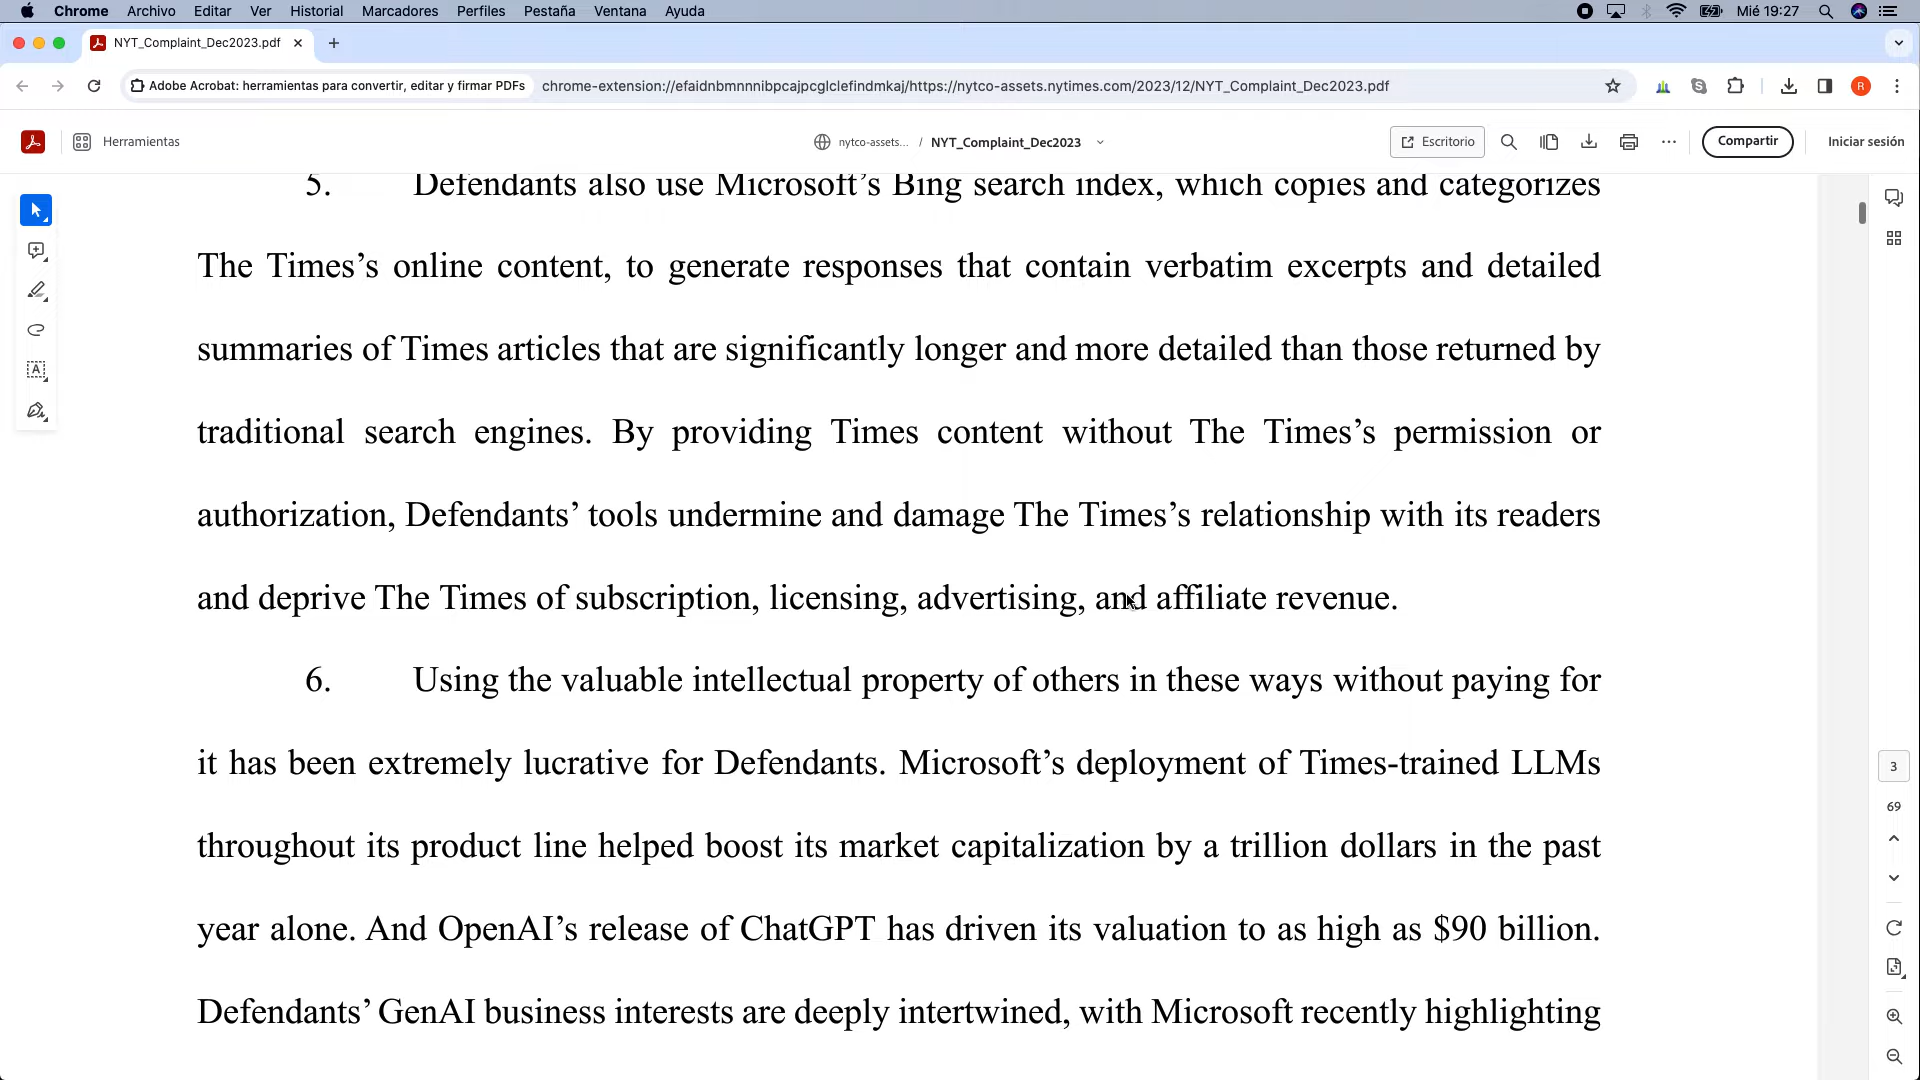 Chrome Archivo Editar Ver Historial Marcadores Perfiles Pestaña Ventana Ayuda Mié 19:27
NYT_Complaint_Dec2023.pdf
Adobe Acrobat: herramientas para convertir, editar y firmar PDFs chrome-extension://efaidnbmnnnibpcajpcglclefindmkaj/https://nytco-assets.nytimes.com/2023/12/NYT_Complaint_Dec2023.pdf R
Herramientas nytco-assets... / NYT_Complaint_Dec2023 Escritorio Compartir Iniciar sesión
5. Defendants also use Microsoft’s Bing search index, which copies and categorizes
The Times’s online content, to generate responses that contain verbatim excerpts and detailed
summaries of Times articles that are significantly longer and more detailed than those returned by
traditional search engines. By providing Times content without The Times’s permission or
authorization, Defendants’ tools undermine and damage The Times’s relationship with its readers
and deprive The Times of subscription, licensing, advertising, and affiliate revenue.
6. Using the valuable intellectual property of others in these ways without paying for
it has been extremely lucrative for Defendants. Microsoft’s deployment of Times-trained LLMs
throughout its product line helped boost its market capitalization by a trillion dollars in the past
year alone. And OpenAI’s release of ChatGPT has driven its valuation to as high as $90 billion.
Defendants’ GenAI business interests are deeply intertwined, with Microsoft recently highlighting
3
69